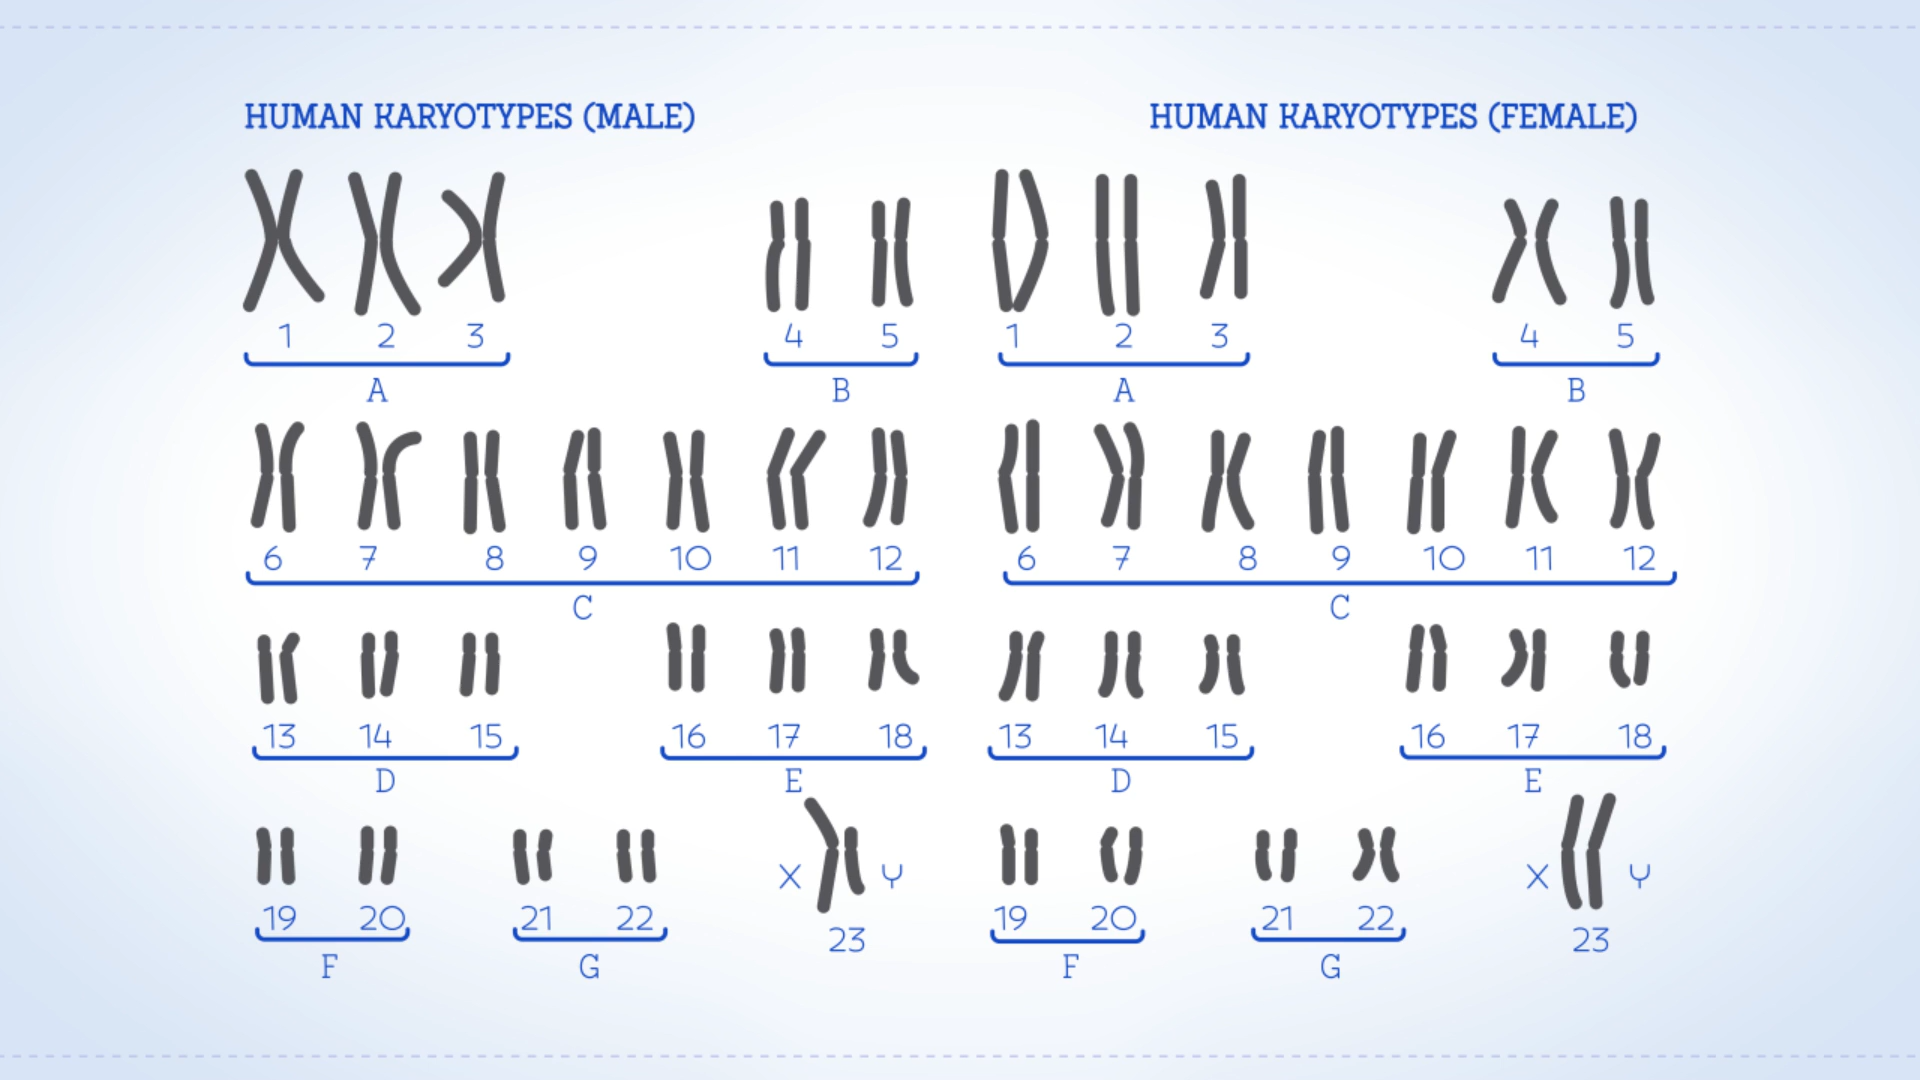 HUMAN KARYOTYPES (MALE)
HUMAN KARYOTYPES (FEMALE)
1 2 3
A
4 5
B
1 2 3
A
4 5
B
6 7 8 9 10 11 12
C
6 7 8 9 10 11 12
C
13 14 15
D
16 17 18
E
13 14 15
D
16 17 18
E
19 20
F
21 22
G
X Y
23
19 20
F
21 22
G
X Y
23